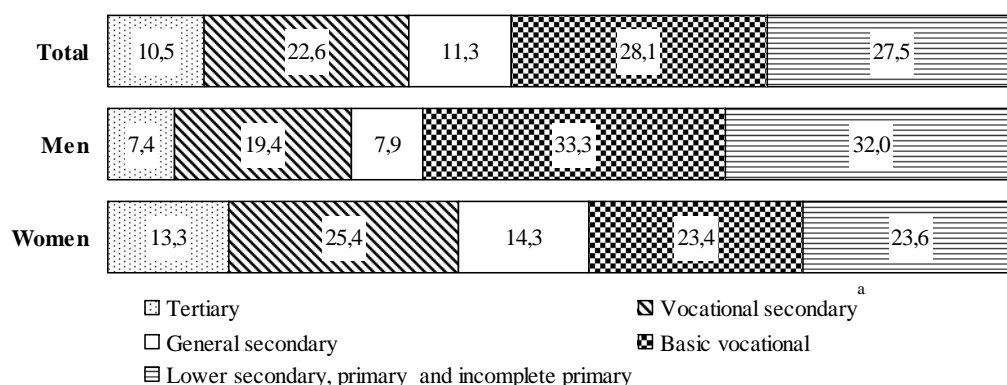 Total 10,5 22,6 11,3 28,1 27,5
Men 7,4 19,4 7,9 33,3 32,0
Women 13,3 25,4 14,3 23,4 23,6
Tertiary Vocational secondary a
General secondary Basic vocational
Lower secondary, primary and incomplete primary